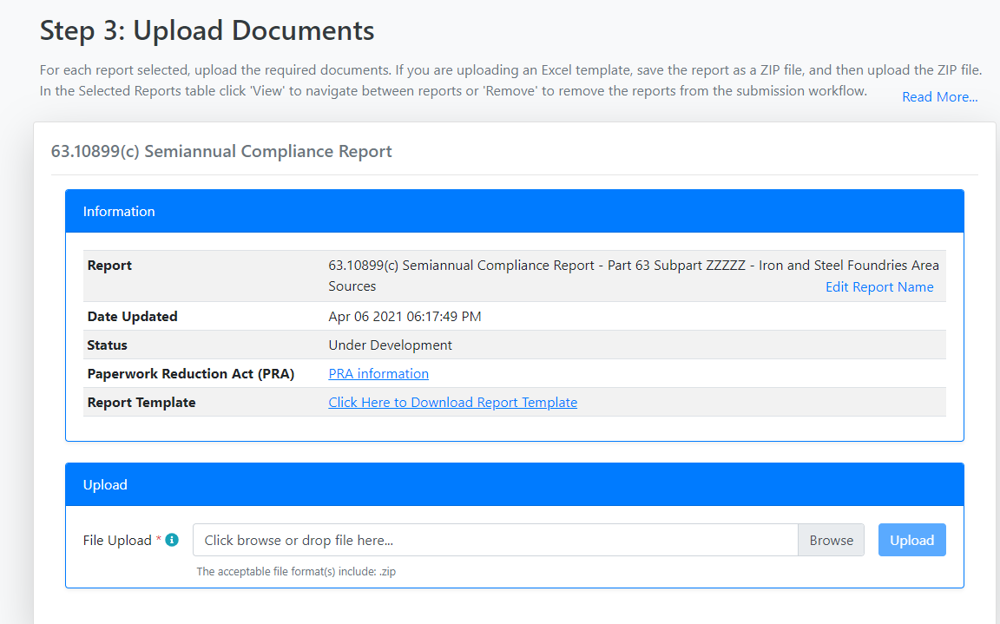 Step 3: Upload Documents
For each report selected, upload the required documents. If you are uploading an Excel template, save the report as a ZIP file, and then upload the ZIP file.
In the Selected Reports table click 'View' to navigate between reports or 'Remove' to remove the reports from the submission workflow.
Read More...
63.10899(c) Semiannual Compliance Report
Information
Report 63.10899(c) Semiannual Compliance Report - Part 63 Subpart ZZZZZ - Iron and Steel Foundries Area
Sources Edit Report Name
Date Updated Apr 06 2021 06:17:49 PM
Status Under Development
Paperwork Reduction Act (PRA) PRA information
Report Template Click Here to Download Report Template
Upload
File Upload * i Click browse or drop file here... Browse Upload
The acceptable file format(s) include: .zip